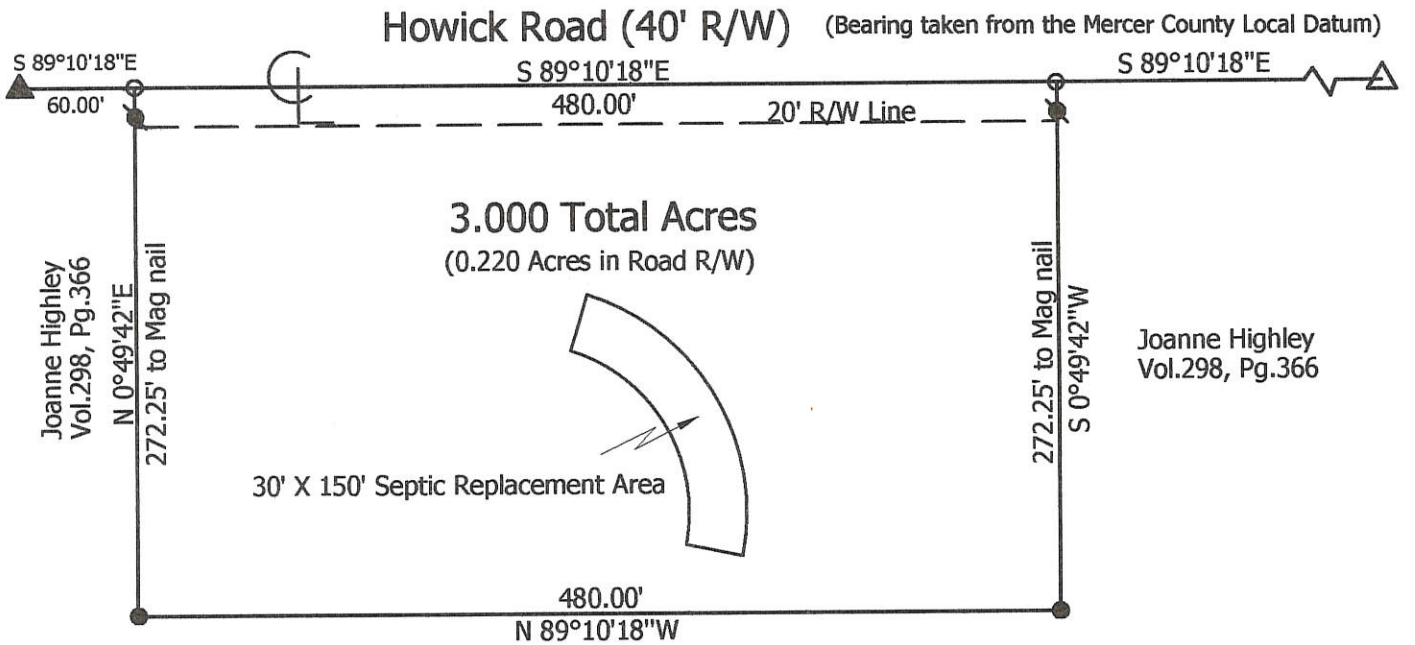 Howick Road (40' R/W)
(Bearing taken from the Mercer County Local Datum)
S 89°10'18"E
S 89°10'18"E
S 89°10'18"E
60.00'
480.00'
20' R/W Line
3.000 Total Acres
(0.220 Acres in Road R/W)
Joanne Highley
Vol.298, Pg.366
N 0°49'42"E
272.25' to Mag nail
272.25' to Mag nail
S 0°49'42"W
Joanne Highley
Vol.298, Pg.366
30' X 150' Septic Replacement Area
480.00'
N 89°10'18"W